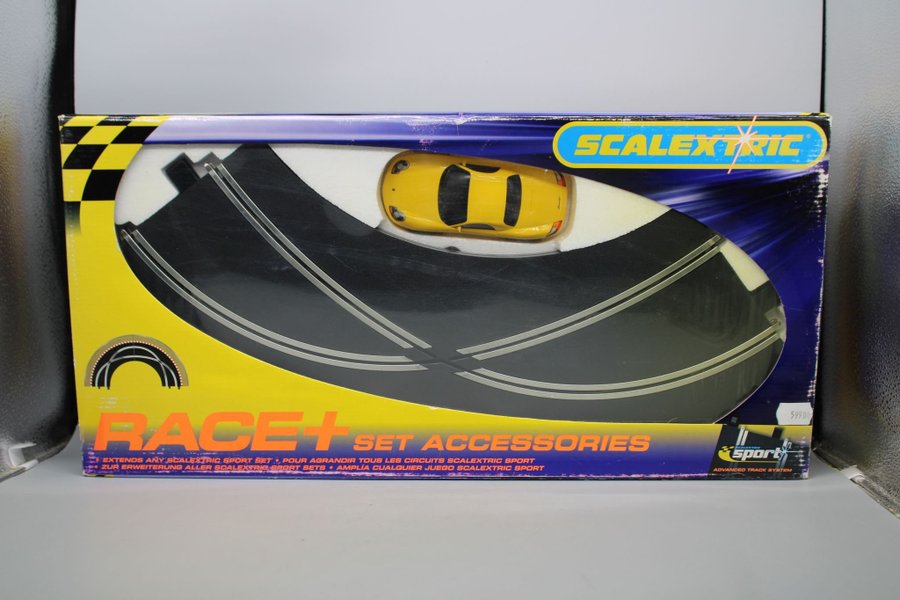 SCALEXTRIC
RACE+ SET ACCESSORIES
EXTENDS ANY SCALEXTRIC SPORT SET • POUR AGRANDIR TOUS LES CIRCUITS SCALEXTRIC SPORT
ZUR ERWEITERUNG ALLER SCALEXTRIC SPORT SETS • AMPLÍA CUALQUIER JUEGO SCALEXTRIC SPORT
sport
ADVANCED TRACK SYSTEM